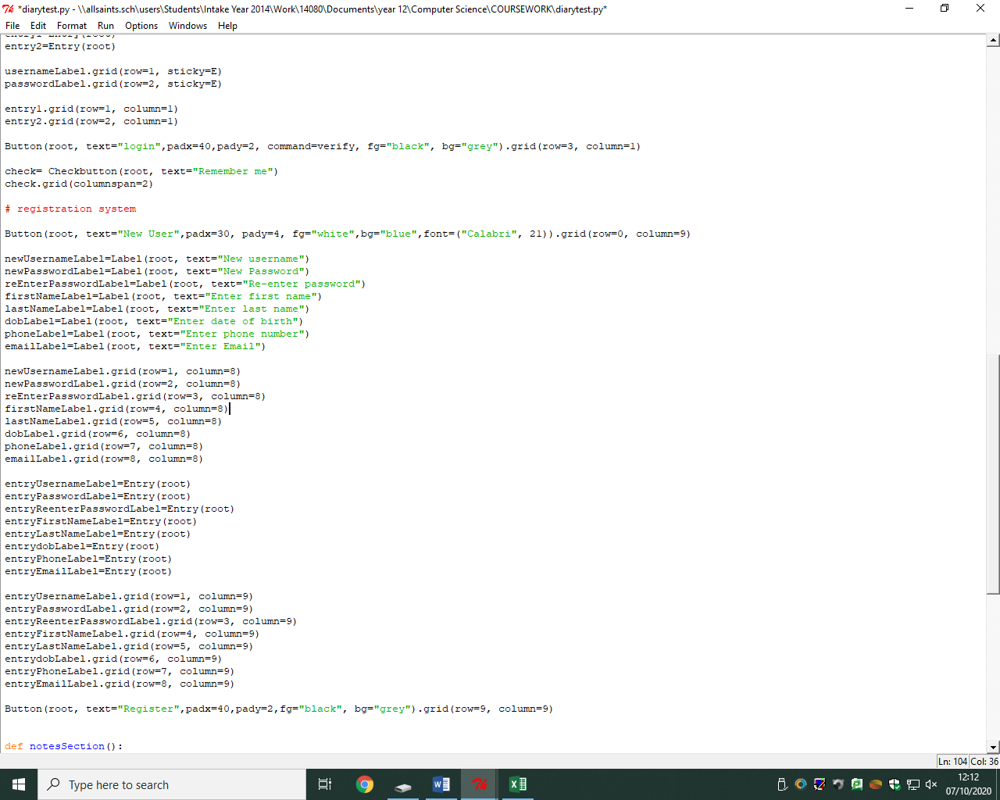 *diarytest.py - \\allsaints.sch\users\Students\Intake Year 2014\Work\14080\Documents\year 12\Computer Science\COURSEWORK\diarytest.py*
File Edit Format Run Options Windows Help
entry1=Entry(root)
entry2=Entry(root)
usernameLabel.grid(row=1, sticky=E)
passwordLabel.grid(row=2, sticky=E)
entry1.grid(row=1, column=1)
entry2.grid(row=2, column=1)
Button(root, text="login",padx=40,pady=2, command=verify, fg="black", bg="grey").grid(row=3, column=1)
check= Checkbutton(root, text="Remember me")
check.grid(columnspan=2)
# registration system
Button(root, text="New User",padx=30, pady=4, fg="white",bg="blue",font=("Calabri", 21)).grid(row=0, column=9)
newUsernameLabel=Label(root, text="New username")
newPasswordLabel=Label(root, text="New Password")
reEnterPasswordLabel=Label(root, text="Re-enter password")
firstNameLabel=Label(root, text="Enter first name")
lastNameLabel=Label(root, text="Enter last name")
dobLabel=Label(root, text="Enter date of birth")
phoneLabel=Label(root, text="Enter phone number")
emailLabel=Label(root, text="Enter Email")
newUsernameLabel.grid(row=1, column=8)
newPasswordLabel.grid(row=2, column=8)
reEnterPasswordLabel.grid(row=3, column=8)
firstNameLabel.grid(row=4, column=8)
lastNameLabel.grid(row=5, column=8)
dobLabel.grid(row=6, column=8)
phoneLabel.grid(row=7, column=8)
emailLabel.grid(row=8, column=8)
entryUsernameLabel=Entry(root)
entryPasswordLabel=Entry(root)
entryReenterPasswordLabel=Entry(root)
entryFirstNameLabel=Entry(root)
entryLastNameLabel=Entry(root)
entrydobLabel=Entry(root)
entryPhoneLabel=Entry(root)
entryEmailLabel=Entry(root)
entryUsernameLabel.grid(row=1, column=9)
entryPasswordLabel.grid(row=2, column=9)
entryReenterPasswordLabel.grid(row=3, column=9)
entryFirstNameLabel.grid(row=4, column=9)
entryLastNameLabel.grid(row=5, column=9)
entrydobLabel.grid(row=6, column=9)
entryPhoneLabel.grid(row=7, column=9)
entryEmailLabel.grid(row=8, column=9)
Button(root, text="Register",padx=40,pady=2,fg="black", bg="grey").grid(row=9, column=9)
def notesSection():
Ln: 104 Col: 36
Type here to search
12:12
07/10/2020